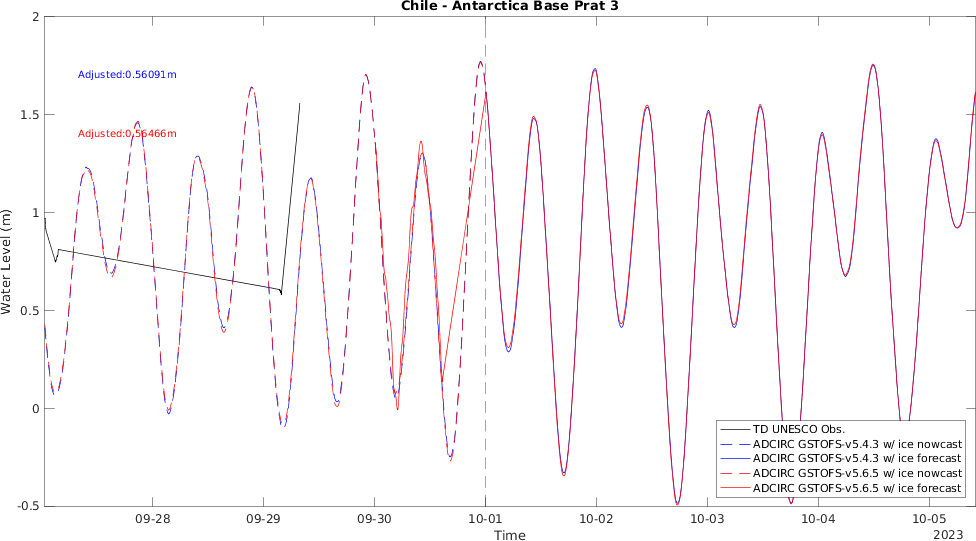 Chile - Antarctica Base Prat 3
2
1.5
1
0.5
0
-0.5
Water Level (m)
Adjusted:0.56091m
Adjusted:0.56466m
TD UNESCO Obs.
ADCIRC GSTOFS-v5.4.3 w/ ice nowcast
ADCIRC GSTOFS-v5.4.3 w/ ice forecast
ADCIRC GSTOFS-v5.6.5 w/ ice nowcast
ADCIRC GSTOFS-v5.6.5 w/ ice forecast
09-28 09-29 09-30 10-01 10-02 10-03 10-04 10-05
Time
2023